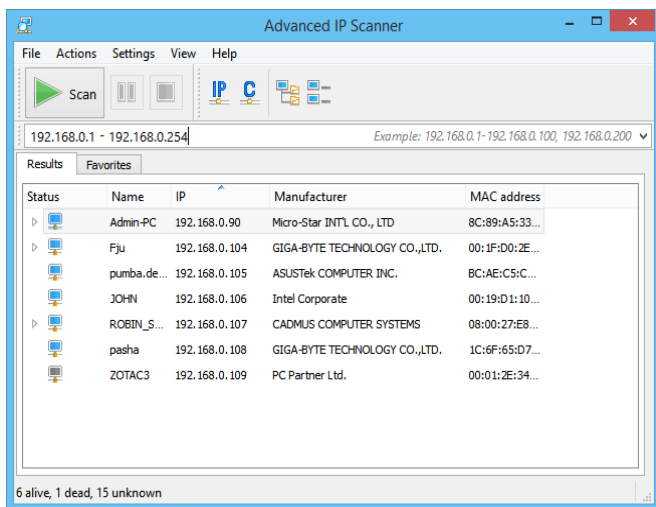 Advanced IP Scanner
File Actions Settings View Help
Scan IP C
192.168.0.1 - 192.168.0.254 Example: 192.168.0.1-192.168.0.100, 192.168.0.200
Results Favorites
Status Name IP Manufacturer MAC address
Admin-PC 192.168.0.90 Micro-Star INT'L CO., LTD 8C:89:A5:33...
Fju 192.168.0.104 GIGA-BYTE TECHNOLOGY CO.,LTD. 00:1F:D0:2E...
pumba.de... 192.168.0.105 ASUSTek COMPUTER INC. BC:AE:C5:C...
JOHN 192.168.0.106 Intel Corporate 00:19:D1:10...
ROBIN_S... 192.168.0.107 CADMUS COMPUTER SYSTEMS 08:00:27:E8...
pasha 192.168.0.108 GIGA-BYTE TECHNOLOGY CO.,LTD. 1C:6F:65:D7...
ZOTAC3 192.168.0.109 PC Partner Ltd. 00:01:2E:34...
6 alive, 1 dead, 15 unknown